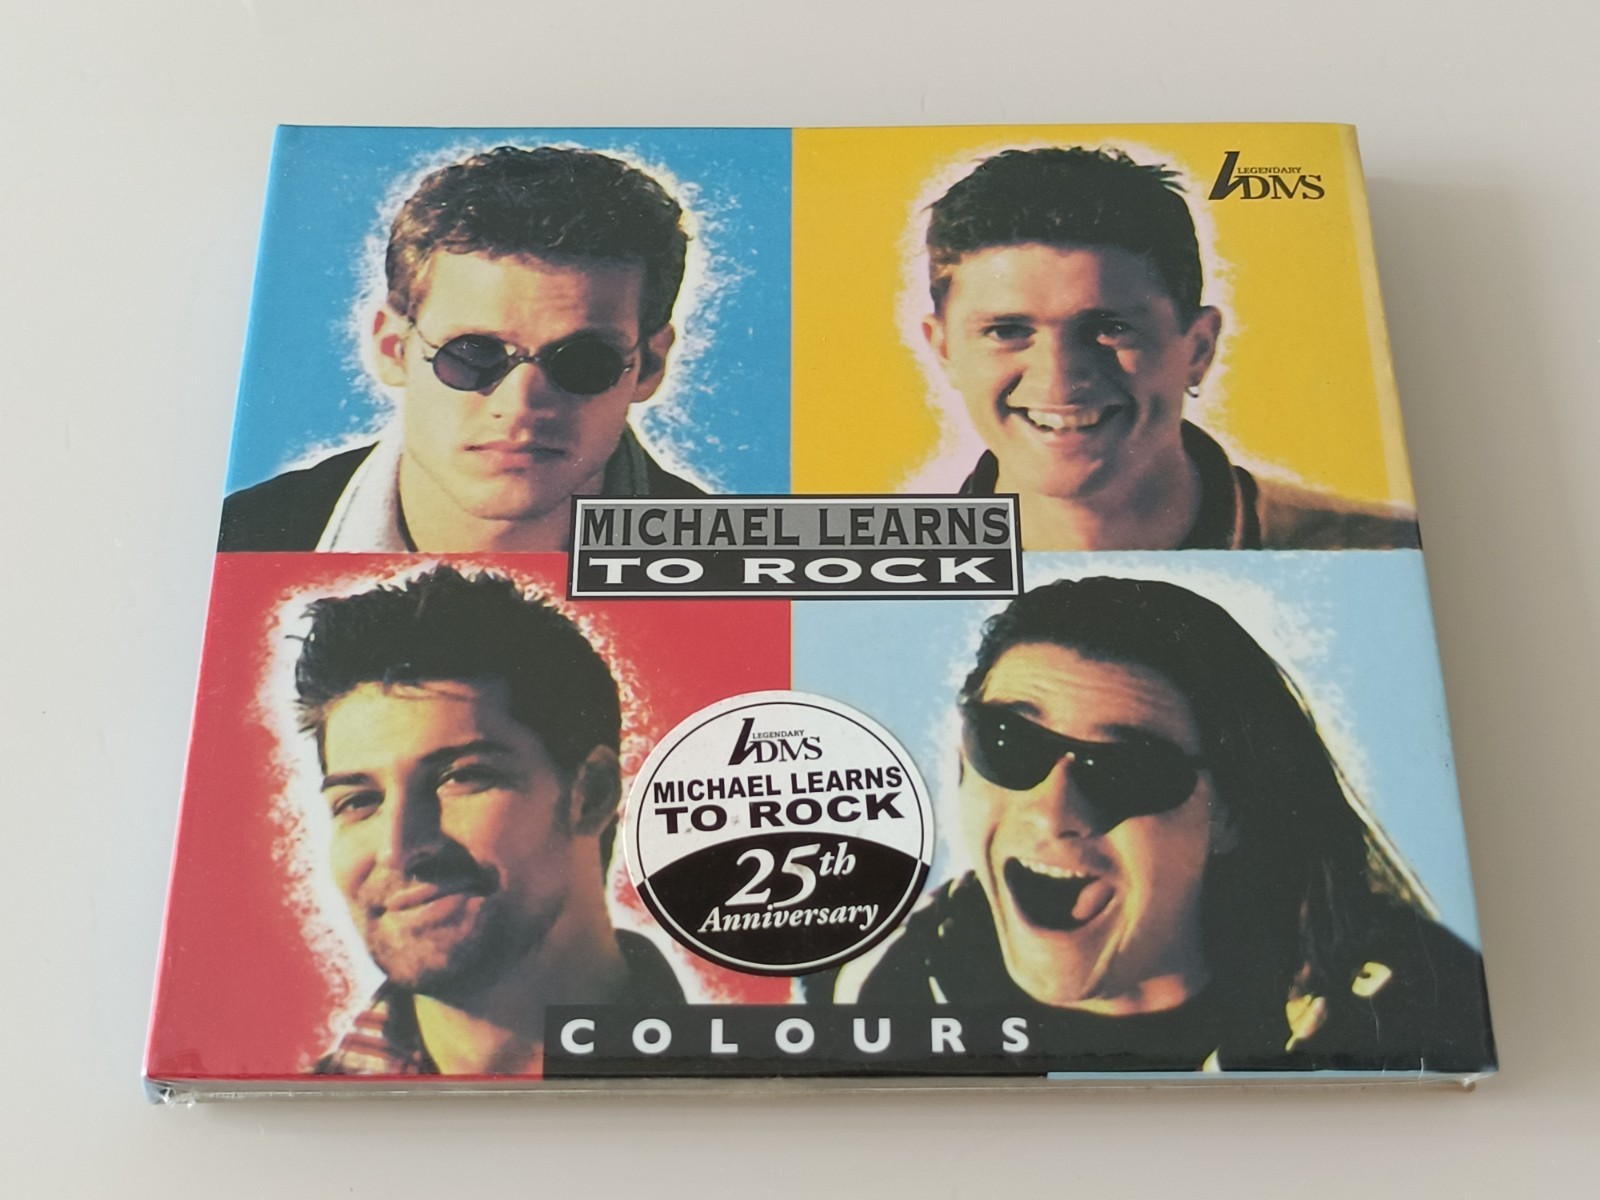 LEGENDARY
DMS
MICHAEL LEARNS
TO ROCK
LEGENDARY
DMS
MICHAEL LEARNS
TO ROCK
25th
Anniversary
COLOURS